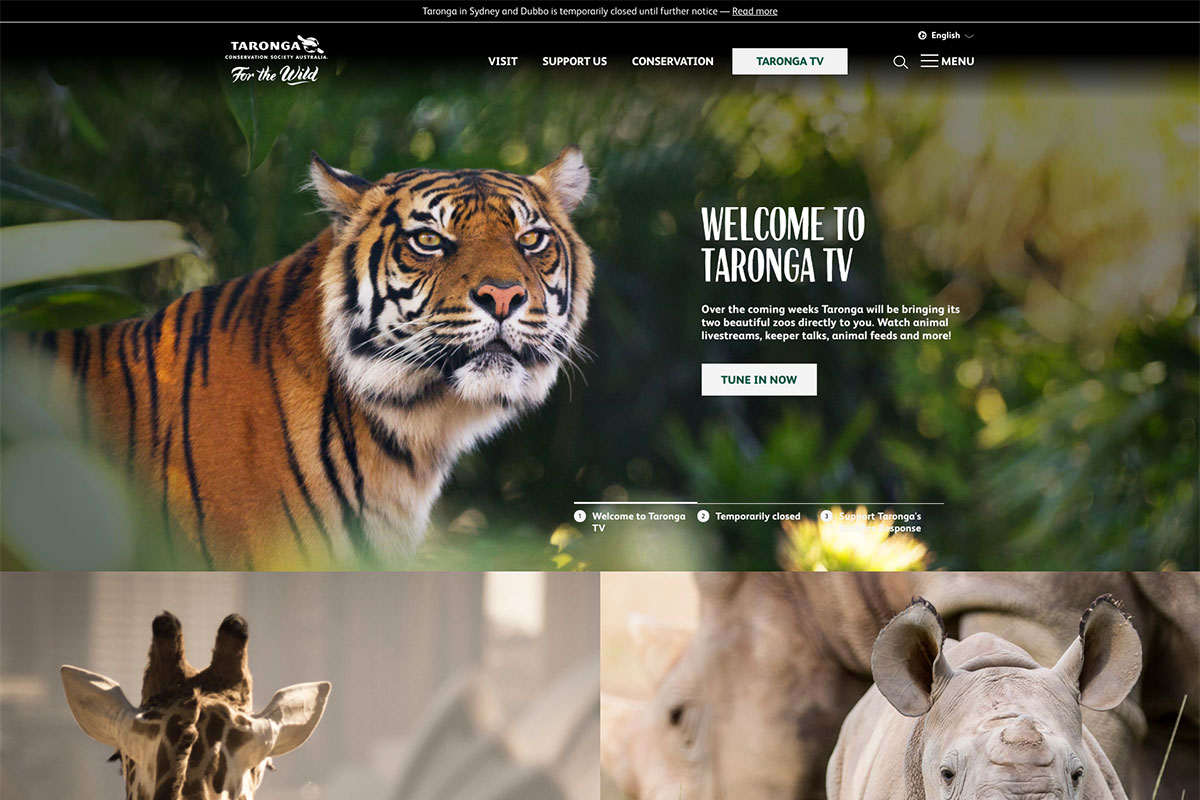 Taronga in Sydney and Dubbo is temporarily closed until further notice — Read more
English
TARONGA
CONSERVATION SOCIETY AUSTRALIA
For the Wild
VISIT SUPPORT US CONSERVATION TARONGA TV MENU
WELCOME TO
TARONGA TV
Over the coming weeks Taronga will be bringing its
two beautiful zoos directly to you. Watch animal
livestreams, keeper talks, animal feeds and more!
TUNE IN NOW
1 Welcome to Taronga
TV
2 Temporarily closed
3 Support Taronga's
Response